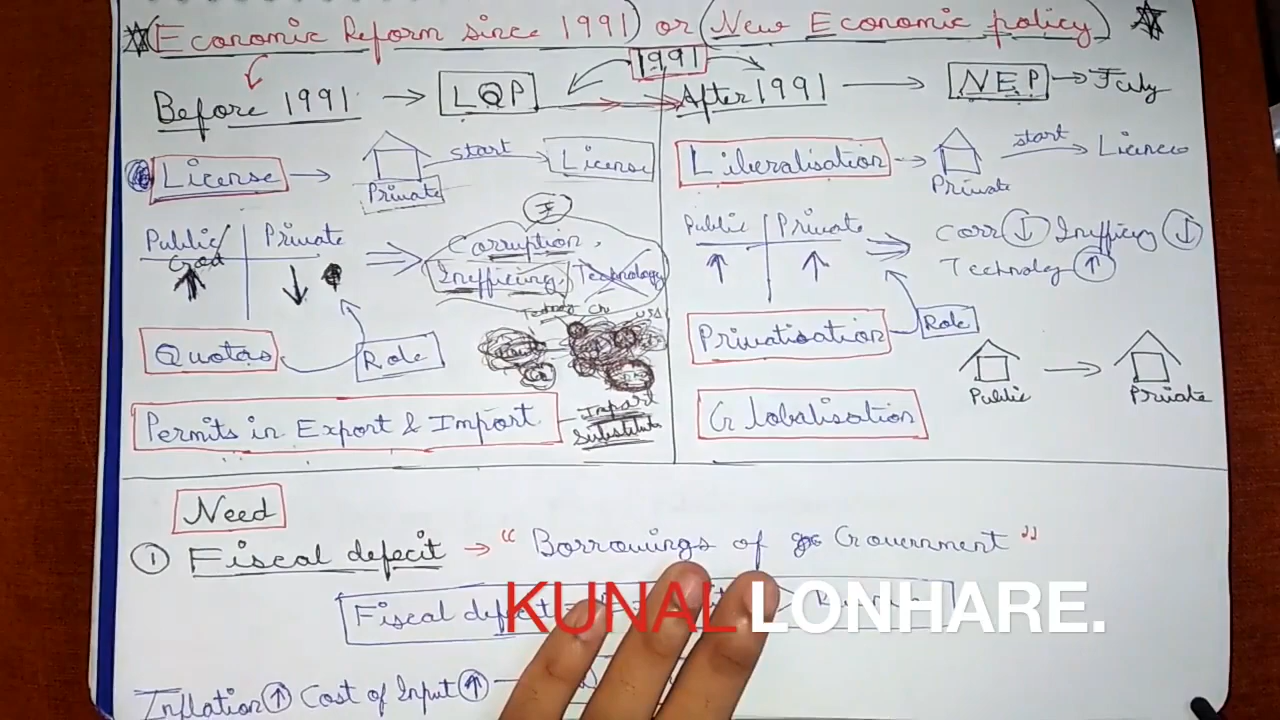 Economic Reform since 1991 or New Economic policy
1991
Before 1991 → LQP
License → Private start License
Public Private
Corruption,
Inefficiency, Technology
Quotas Role
Permits in Export & Import
Import
Substitute
After 1991 → NEP → July
Liberalisation → Private start → Licence
Public Private
Corr ↓ Inefficiency ↓
Technology ↑
Privatisation Role
Public → Private
Globalisation
Need
① Fiscal defecit → “ Borrowings of Government ”
Fiscal defecit
KUNAL LONHARE.
Inflation ↑ Cost of Input ↑